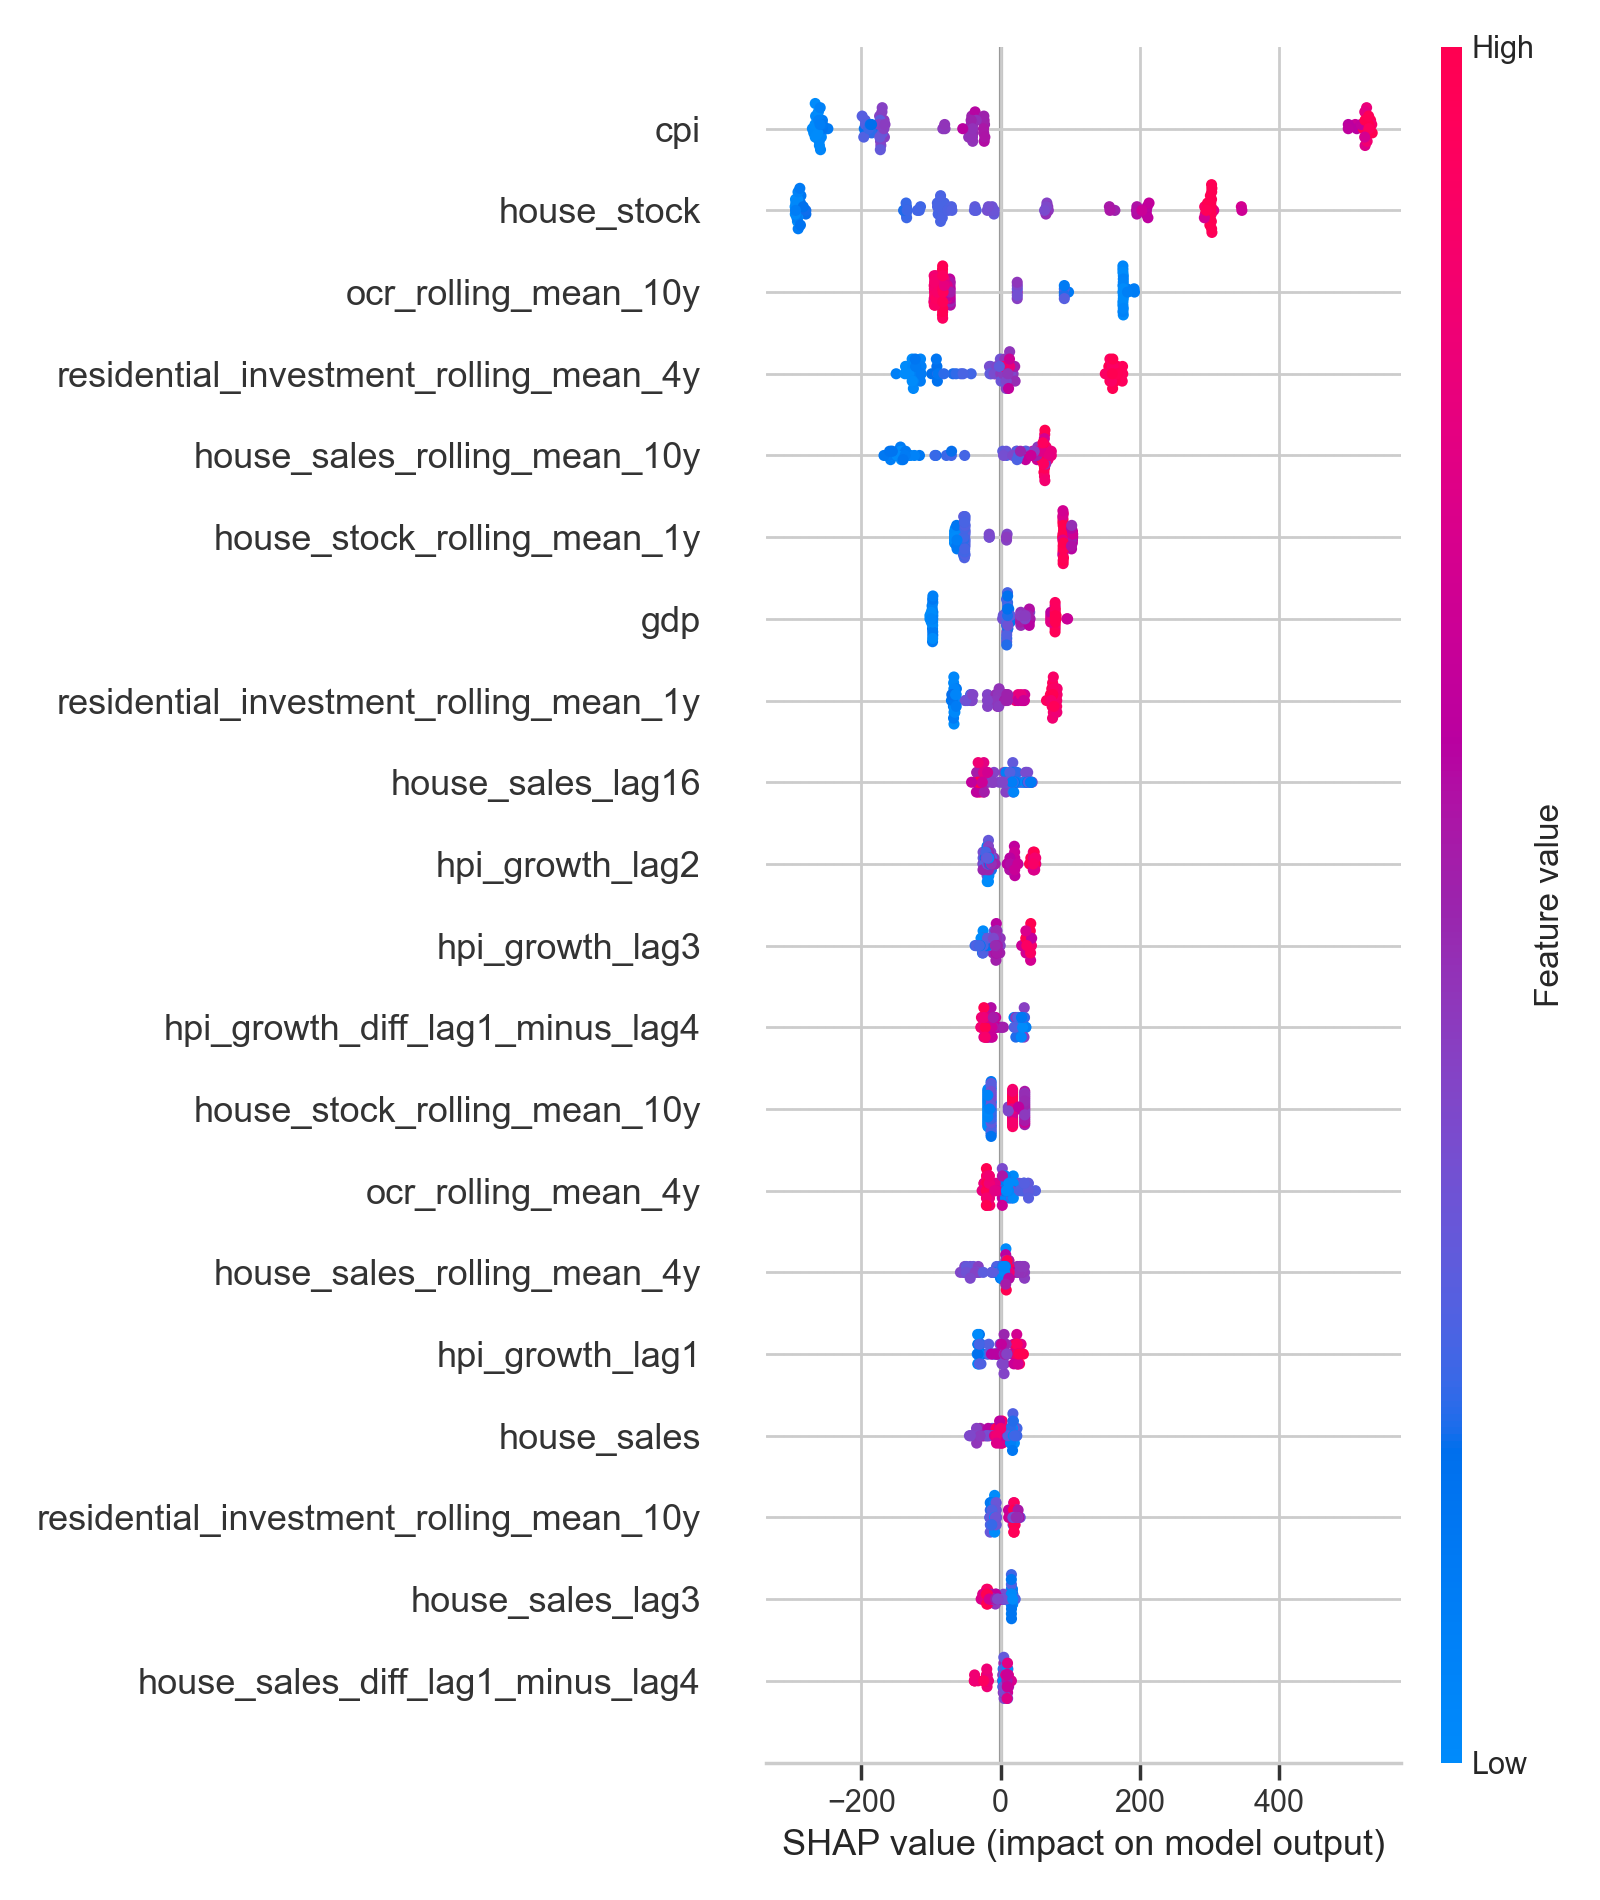 High
cpi
house_stock
ocr_rolling_mean_10y
residential_investment_rolling_mean_4y
house_sales_rolling_mean_10y
house_stock_rolling_mean_1y
gdp
residential_investment_rolling_mean_1y
house_sales_lag16
hpi_growth_lag2
hpi_growth_lag3
hpi_growth_diff_lag1_minus_lag4
house_stock_rolling_mean_10y
ocr_rolling_mean_4y
house_sales_rolling_mean_4y
hpi_growth_lag1
house_sales
residential_investment_rolling_mean_10y
house_sales_lag3
house_sales_diff_lag1_minus_lag4
Feature value
Low
−200 0 200 400
SHAP value (impact on model output)